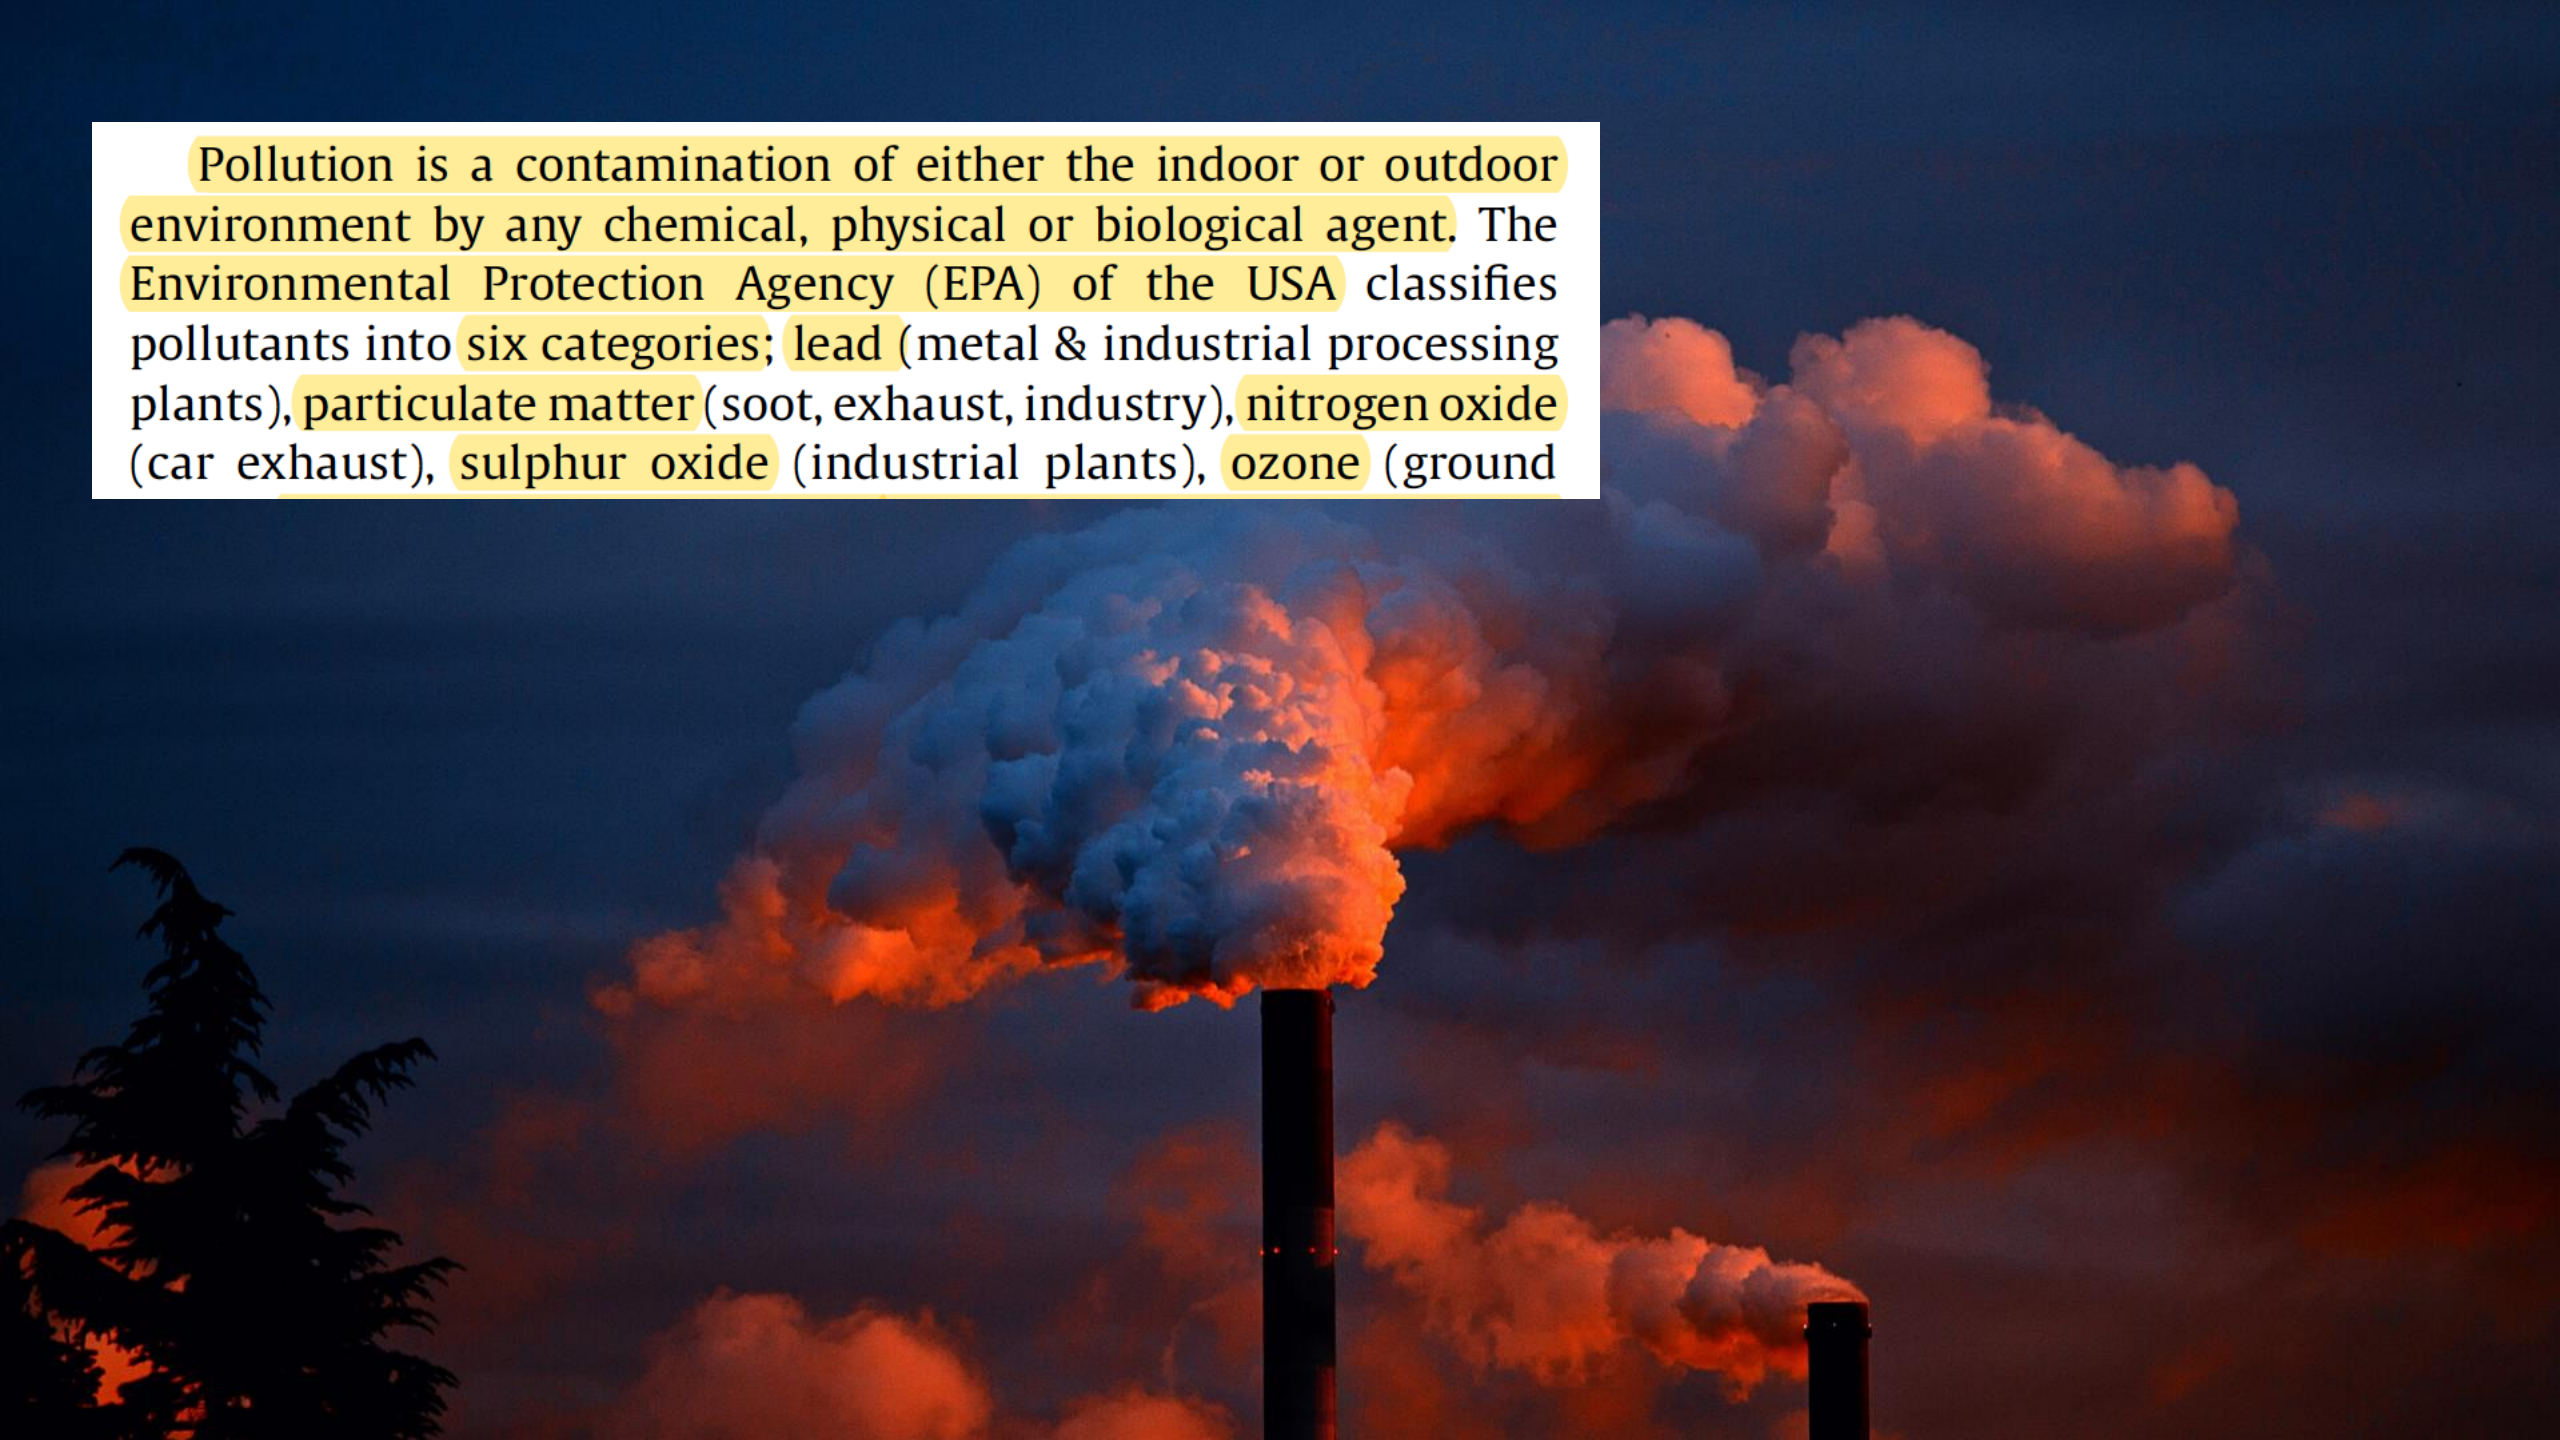 Pollution is a contamination of either the indoor or outdoor
environment by any chemical, physical or biological agent. The
Environmental Protection Agency (EPA) of the USA classifies
pollutants into six categories; lead (metal & industrial processing
plants), particulate matter (soot, exhaust, industry), nitrogen oxide
(car exhaust), sulphur oxide (industrial plants), ozone (ground